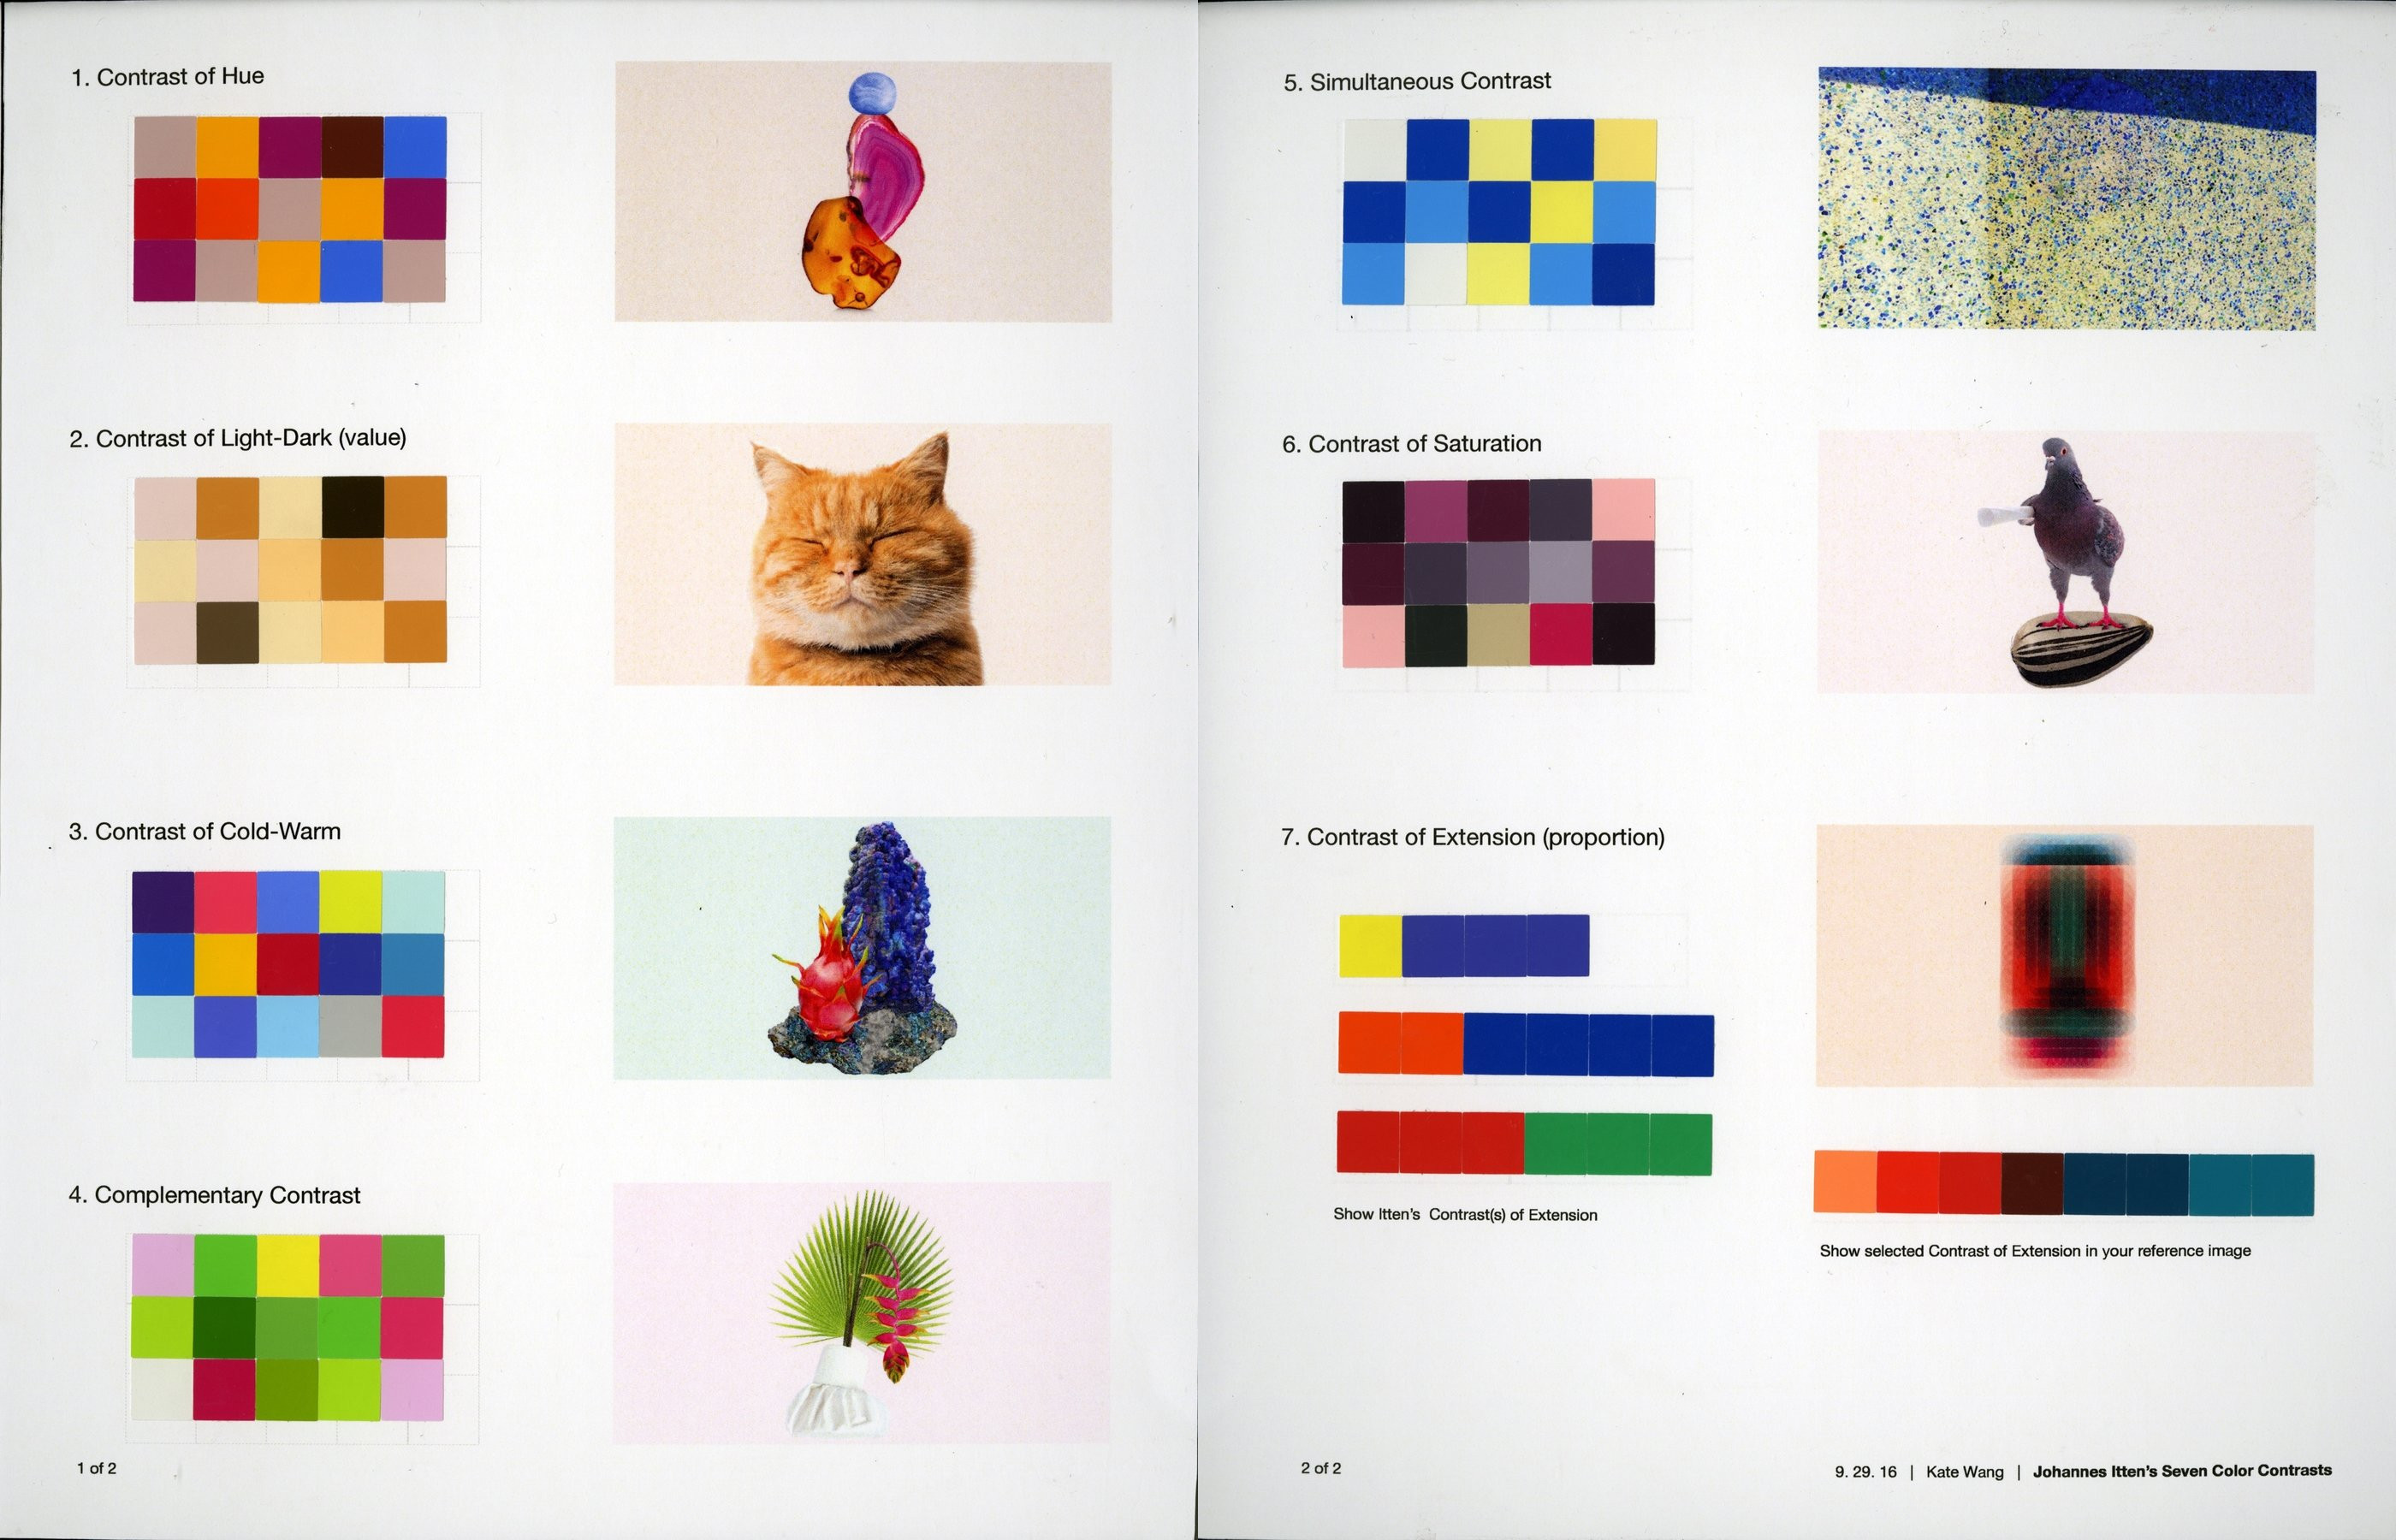 1. Contrast of Hue
2. Contrast of Light-Dark (value)
3. Contrast of Cold-Warm
4. Complementary Contrast
1 of 2
5. Simultaneous Contrast
6. Contrast of Saturation
7. Contrast of Extension (proportion)
Show Itten's Contrast(s) of Extension
Show selected Contrast of Extension in your reference image
2 of 2
9. 29. 16 | Kate Wang | Johannes Itten's Seven Color Contrasts